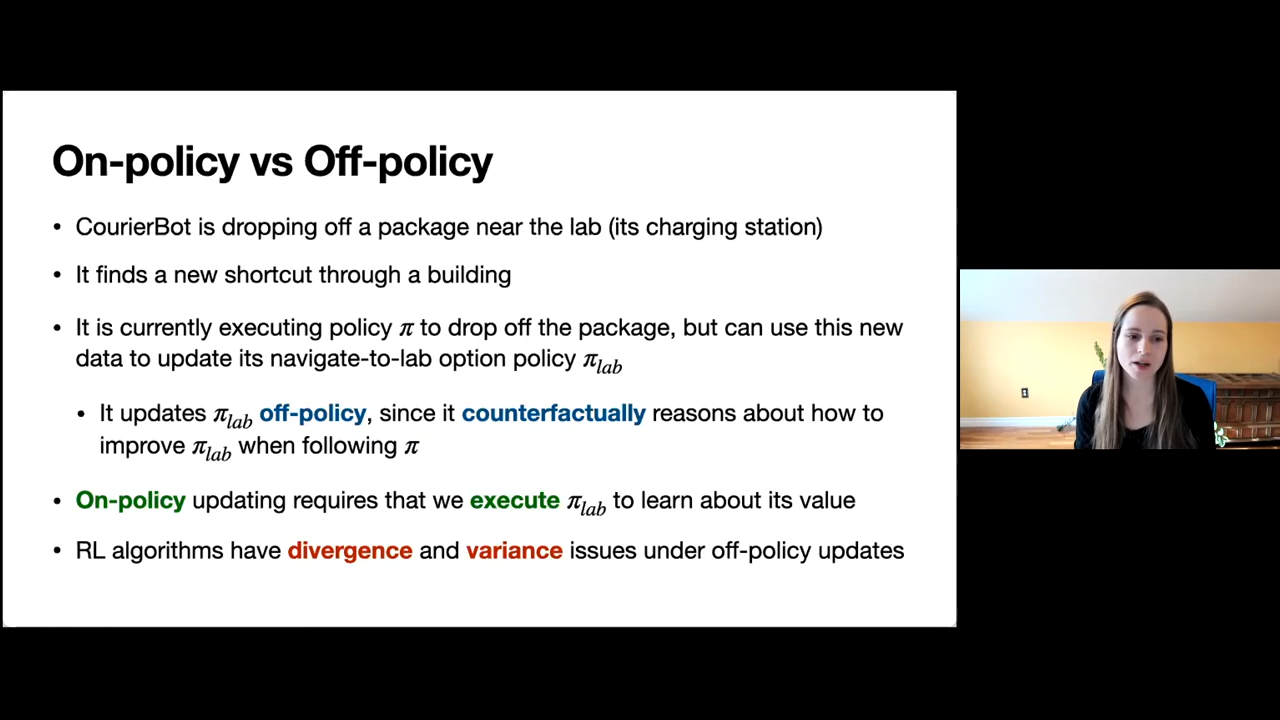 On-policy vs Off-policy
• CourierBot is dropping off a package near the lab (its charging station)
• It finds a new shortcut through a building
• It is currently executing policy π to drop off the package, but can use this new
data to update its navigate-to-lab option policy π_lab
• It updates π_lab off-policy, since it counterfactually reasons about how to
improve π_lab when following π
• On-policy updating requires that we execute π_lab to learn about its value
• RL algorithms have divergence and variance issues under off-policy updates